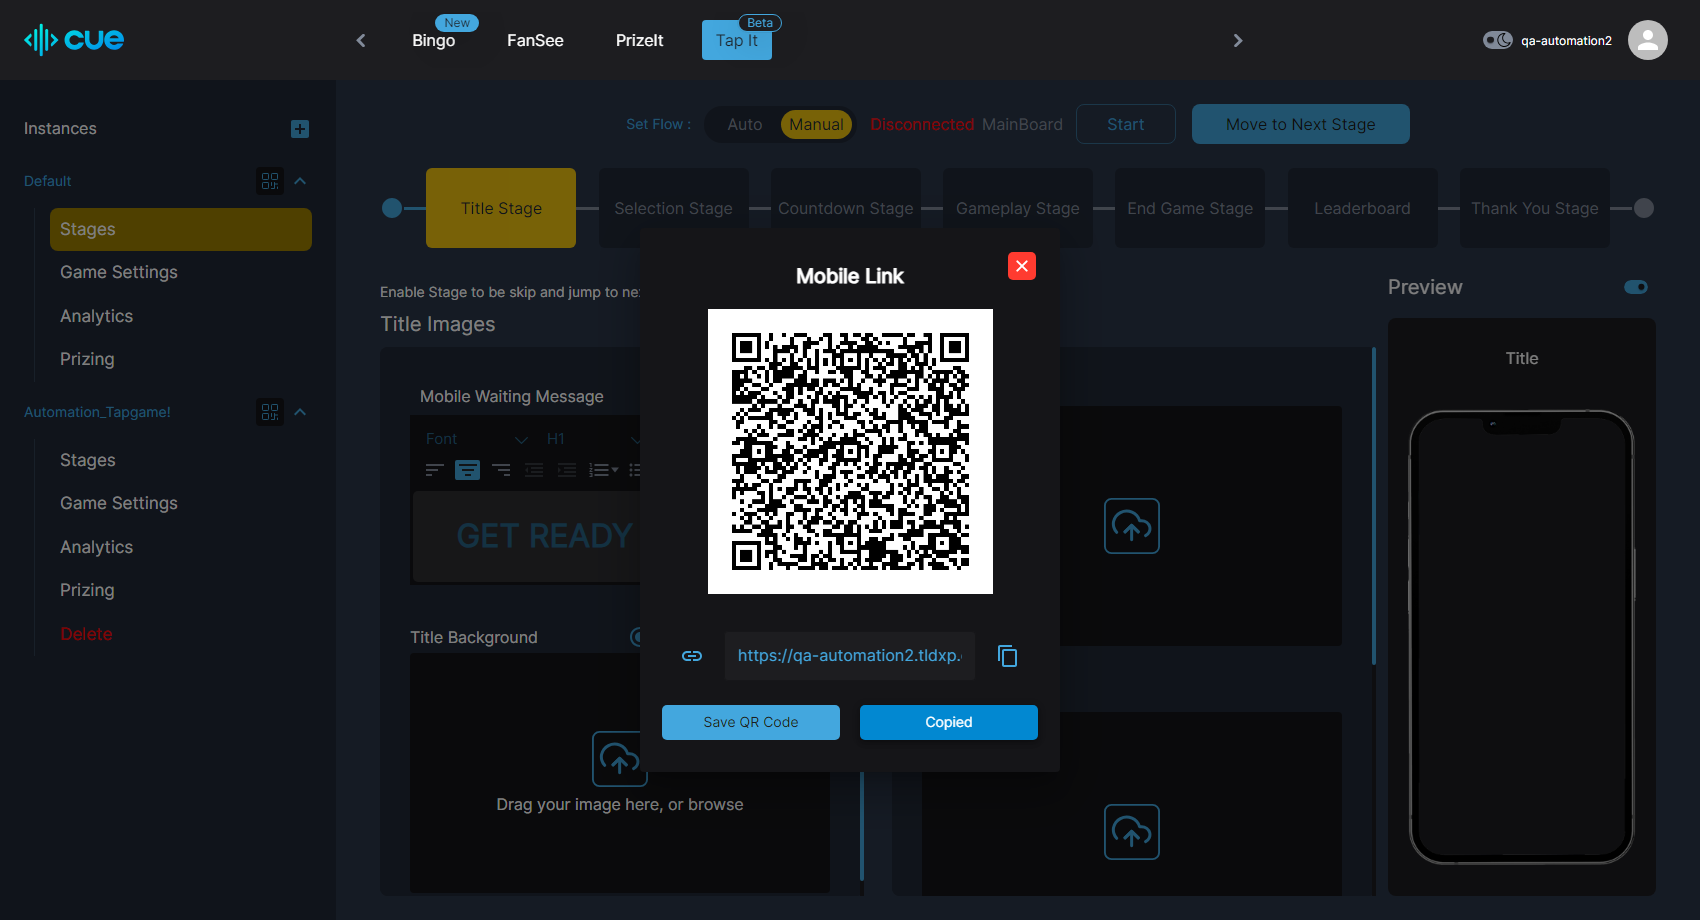 cue
Bingo
New
FanSee
PrizeIt
Tap It
Beta
qa-automation2
Instances
Default
Stages
Game Settings
Analytics
Prizing
Automation_Tapgame!
Stages
Game Settings
Analytics
Prizing
Delete
Set Flow :
Auto
Manual
Disconnected MainBoard
Start
Move to Next Stage
Title Stage
Selection Stage
Countdown Stage
Gameplay Stage
End Game Stage
Leaderboard
Thank You Stage
Enable Stage to be skip and jump to
Title Images
Mobile Waiting Message
Font
H1
GET READY
Title Background
Drag your image here, or browse
Mobile Link
https://qa-automation2.tldxp.
Save QR Code
Copied
Preview
Title